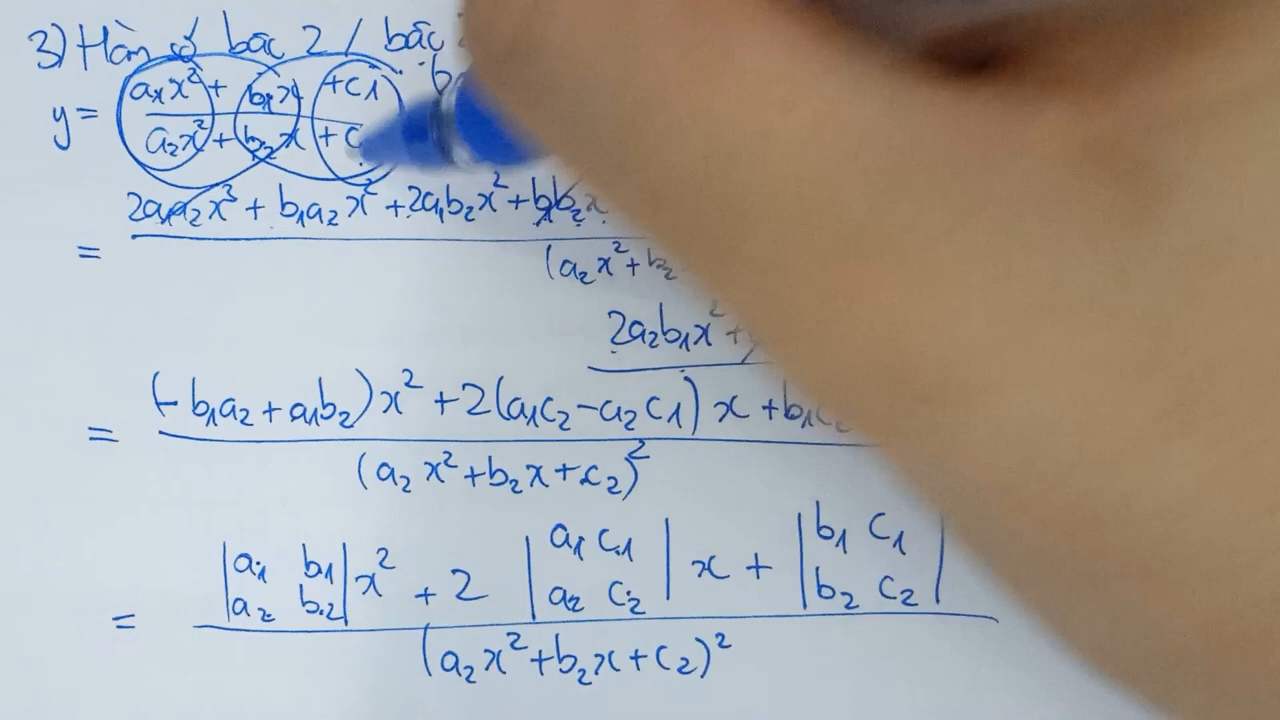 3) Hàm số bậc 2 / bậc
y = (a₁x² + b₁x + c₁) / (a₂x² + b₂x + c
2a₁a₂x³ + b₁a₂x² + 2a₁b₂x² + b₁b₂x
= (a₂x² + b₂
2a₂b₁x² +
= ((-b₁a₂ + a₁b₂)x² + 2(a₁c₂ - a₂c₁)x + b₁c₂
(a₂x² + b₂x + c₂)²
= |a₁ b₁| x² + 2 |a₁ c₁| x + |b₁ c₁|
|a₂ b₂| |a₂ c₂| |b₂ c₂|
(a₂x² + b₂x + c₂)²